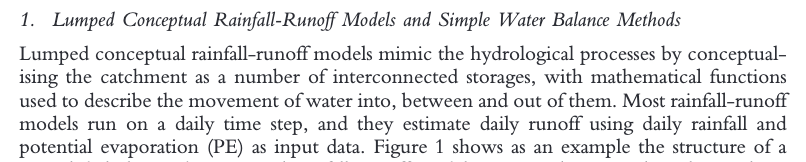 1. Lumped Conceptual Rainfall-Runoff Models and Simple Water Balance Methods
Lumped conceptual rainfall-runoff models mimic the hydrological processes by conceptual-
ising the catchment as a number of interconnected storages, with mathematical functions
used to describe the movement of water into, between and out of them. Most rainfall-runoff
models run on a daily time step, and they estimate daily runoff using daily rainfall and
potential evaporation (PE) as input data. Figure 1 shows as an example the structure of a